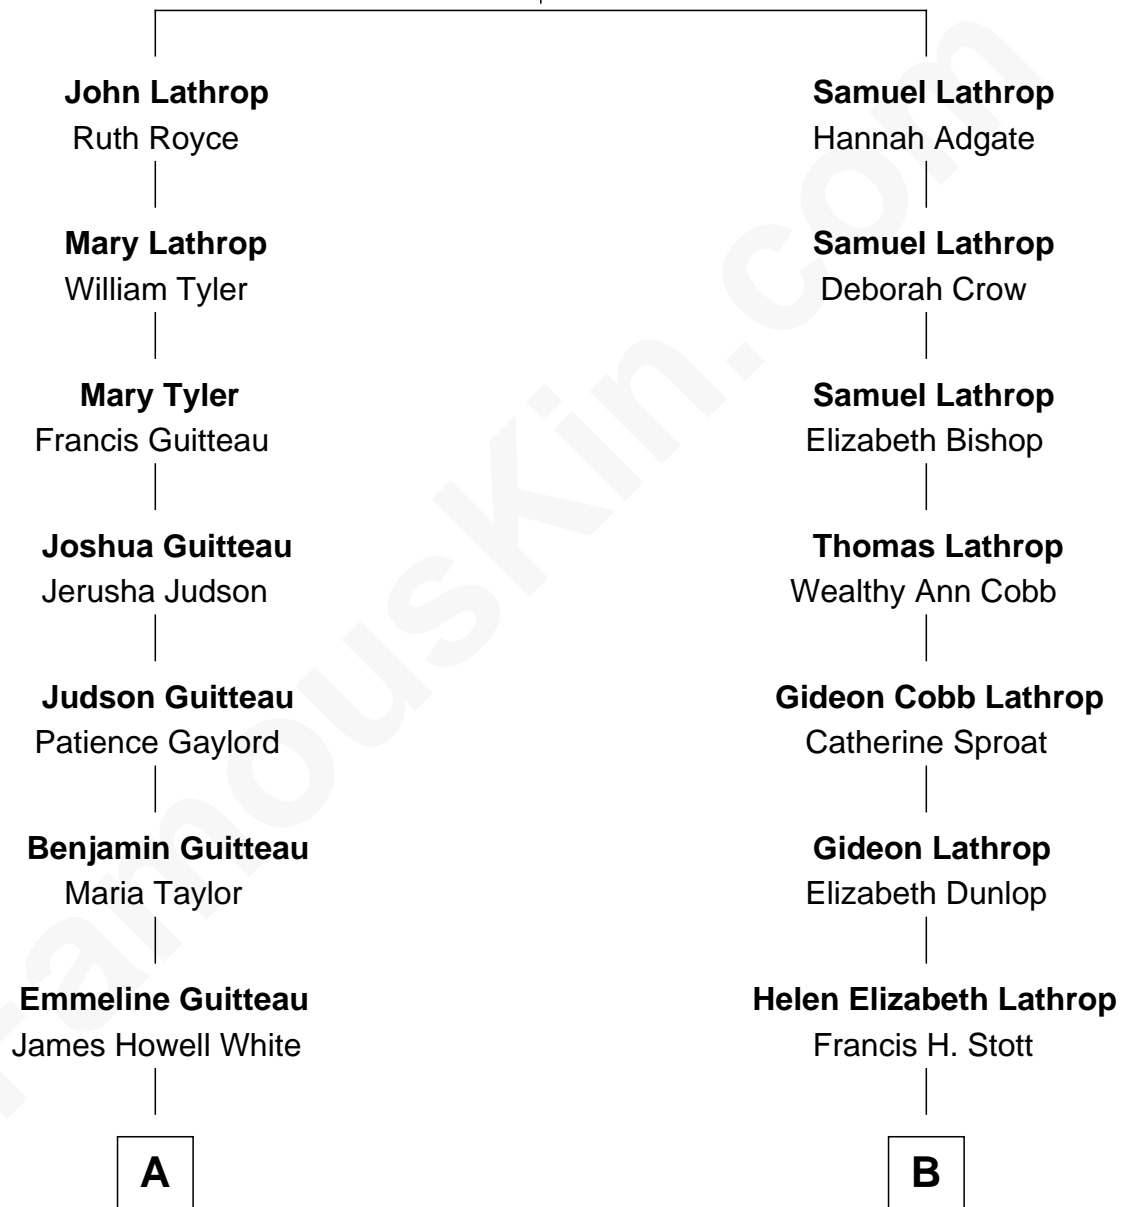 John Lathrop
Ruth Royce
Samuel Lathrop
Hannah Adgate
Mary Lathrop
William Tyler
Samuel Lathrop
Deborah Crow
Mary Tyler
Francis Guitteau
Samuel Lathrop
Elizabeth Bishop
Joshua Guitteau
Jerusha Judson
Thomas Lathrop
Wealthy Ann Cobb
Judson Guitteau
Patience Gaylord
Gideon Cobb Lathrop
Catherine Sproat
Benjamin Guitteau
Maria Taylor
Gideon Lathrop
Elizabeth Dunlop
Emmeline Guitteau
James Howell White
Helen Elizabeth Lathrop
Francis H. Stott
A
B
FamousKin.com